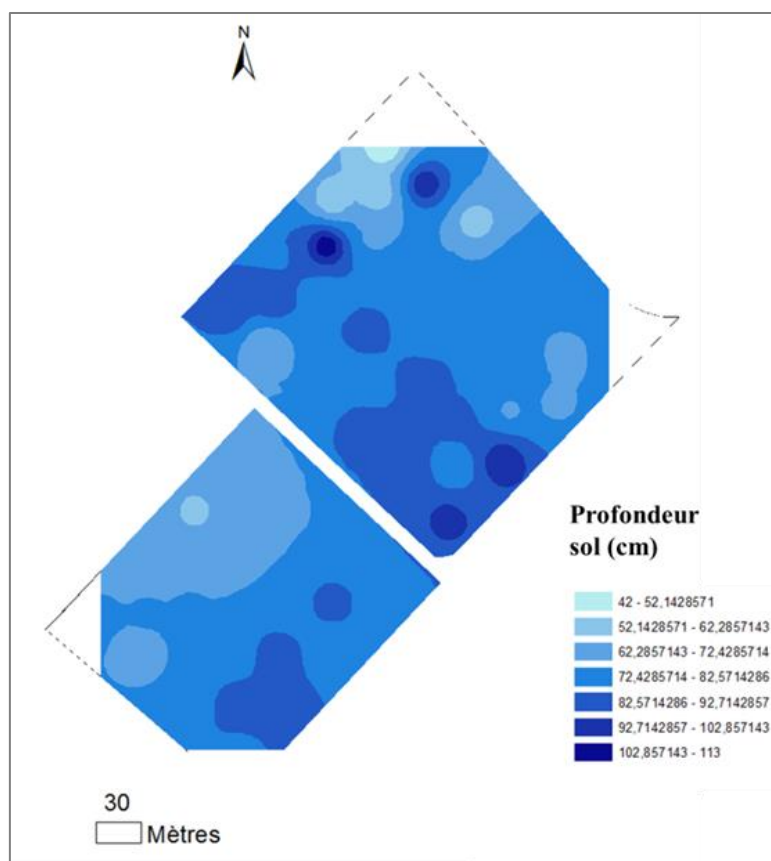 N
Profondeur
sol (cm)
42 - 52,1428571
52,1428571 - 62,2857143
62,2857143 - 72,4285714
72,4285714 - 82,5714286
82,5714286 - 92,7142857
92,7142857 - 102,857143
102,857143 - 113
30
Mètres